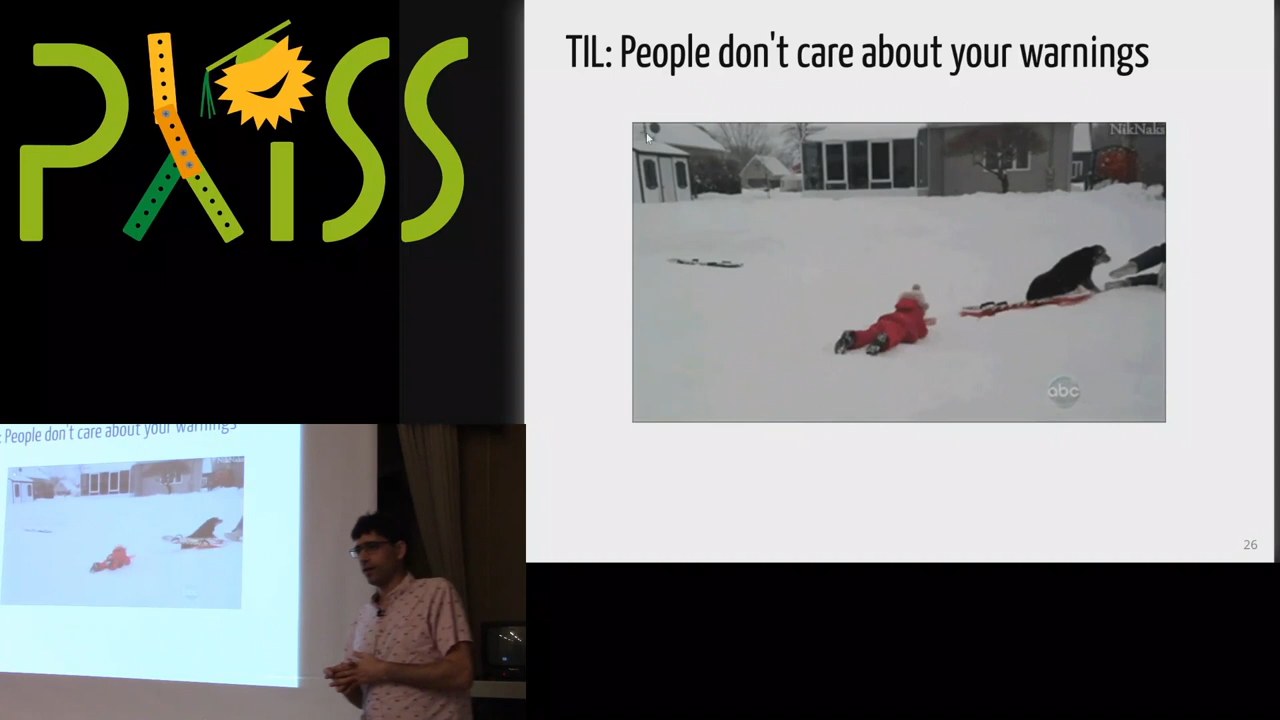 PAISS
TIL: People don't care about your warnings
NikNaks
abc
26
: People don't care about your warnings